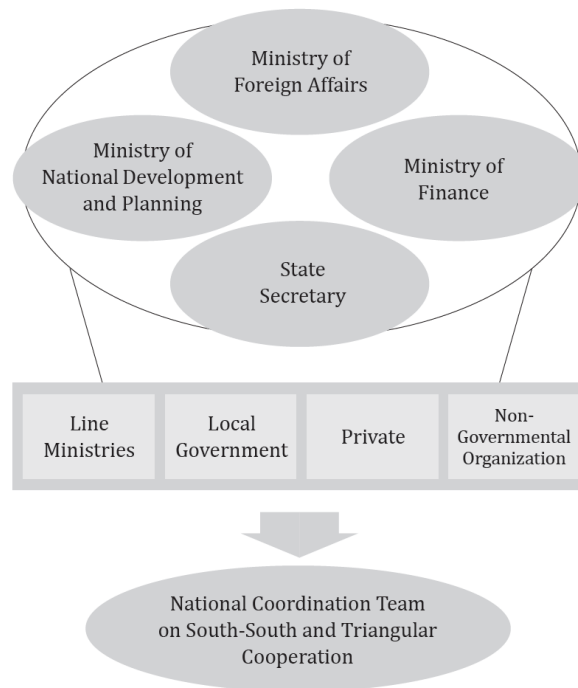 Ministry of
Foreign Affairs
Ministry of
National Development
and Planning
Ministry of
Finance
State
Secretary
Line
Ministries
Local
Government
Private
Non-
Governmental
Organization
National Coordination Team
on South-South and Triangular
Cooperation